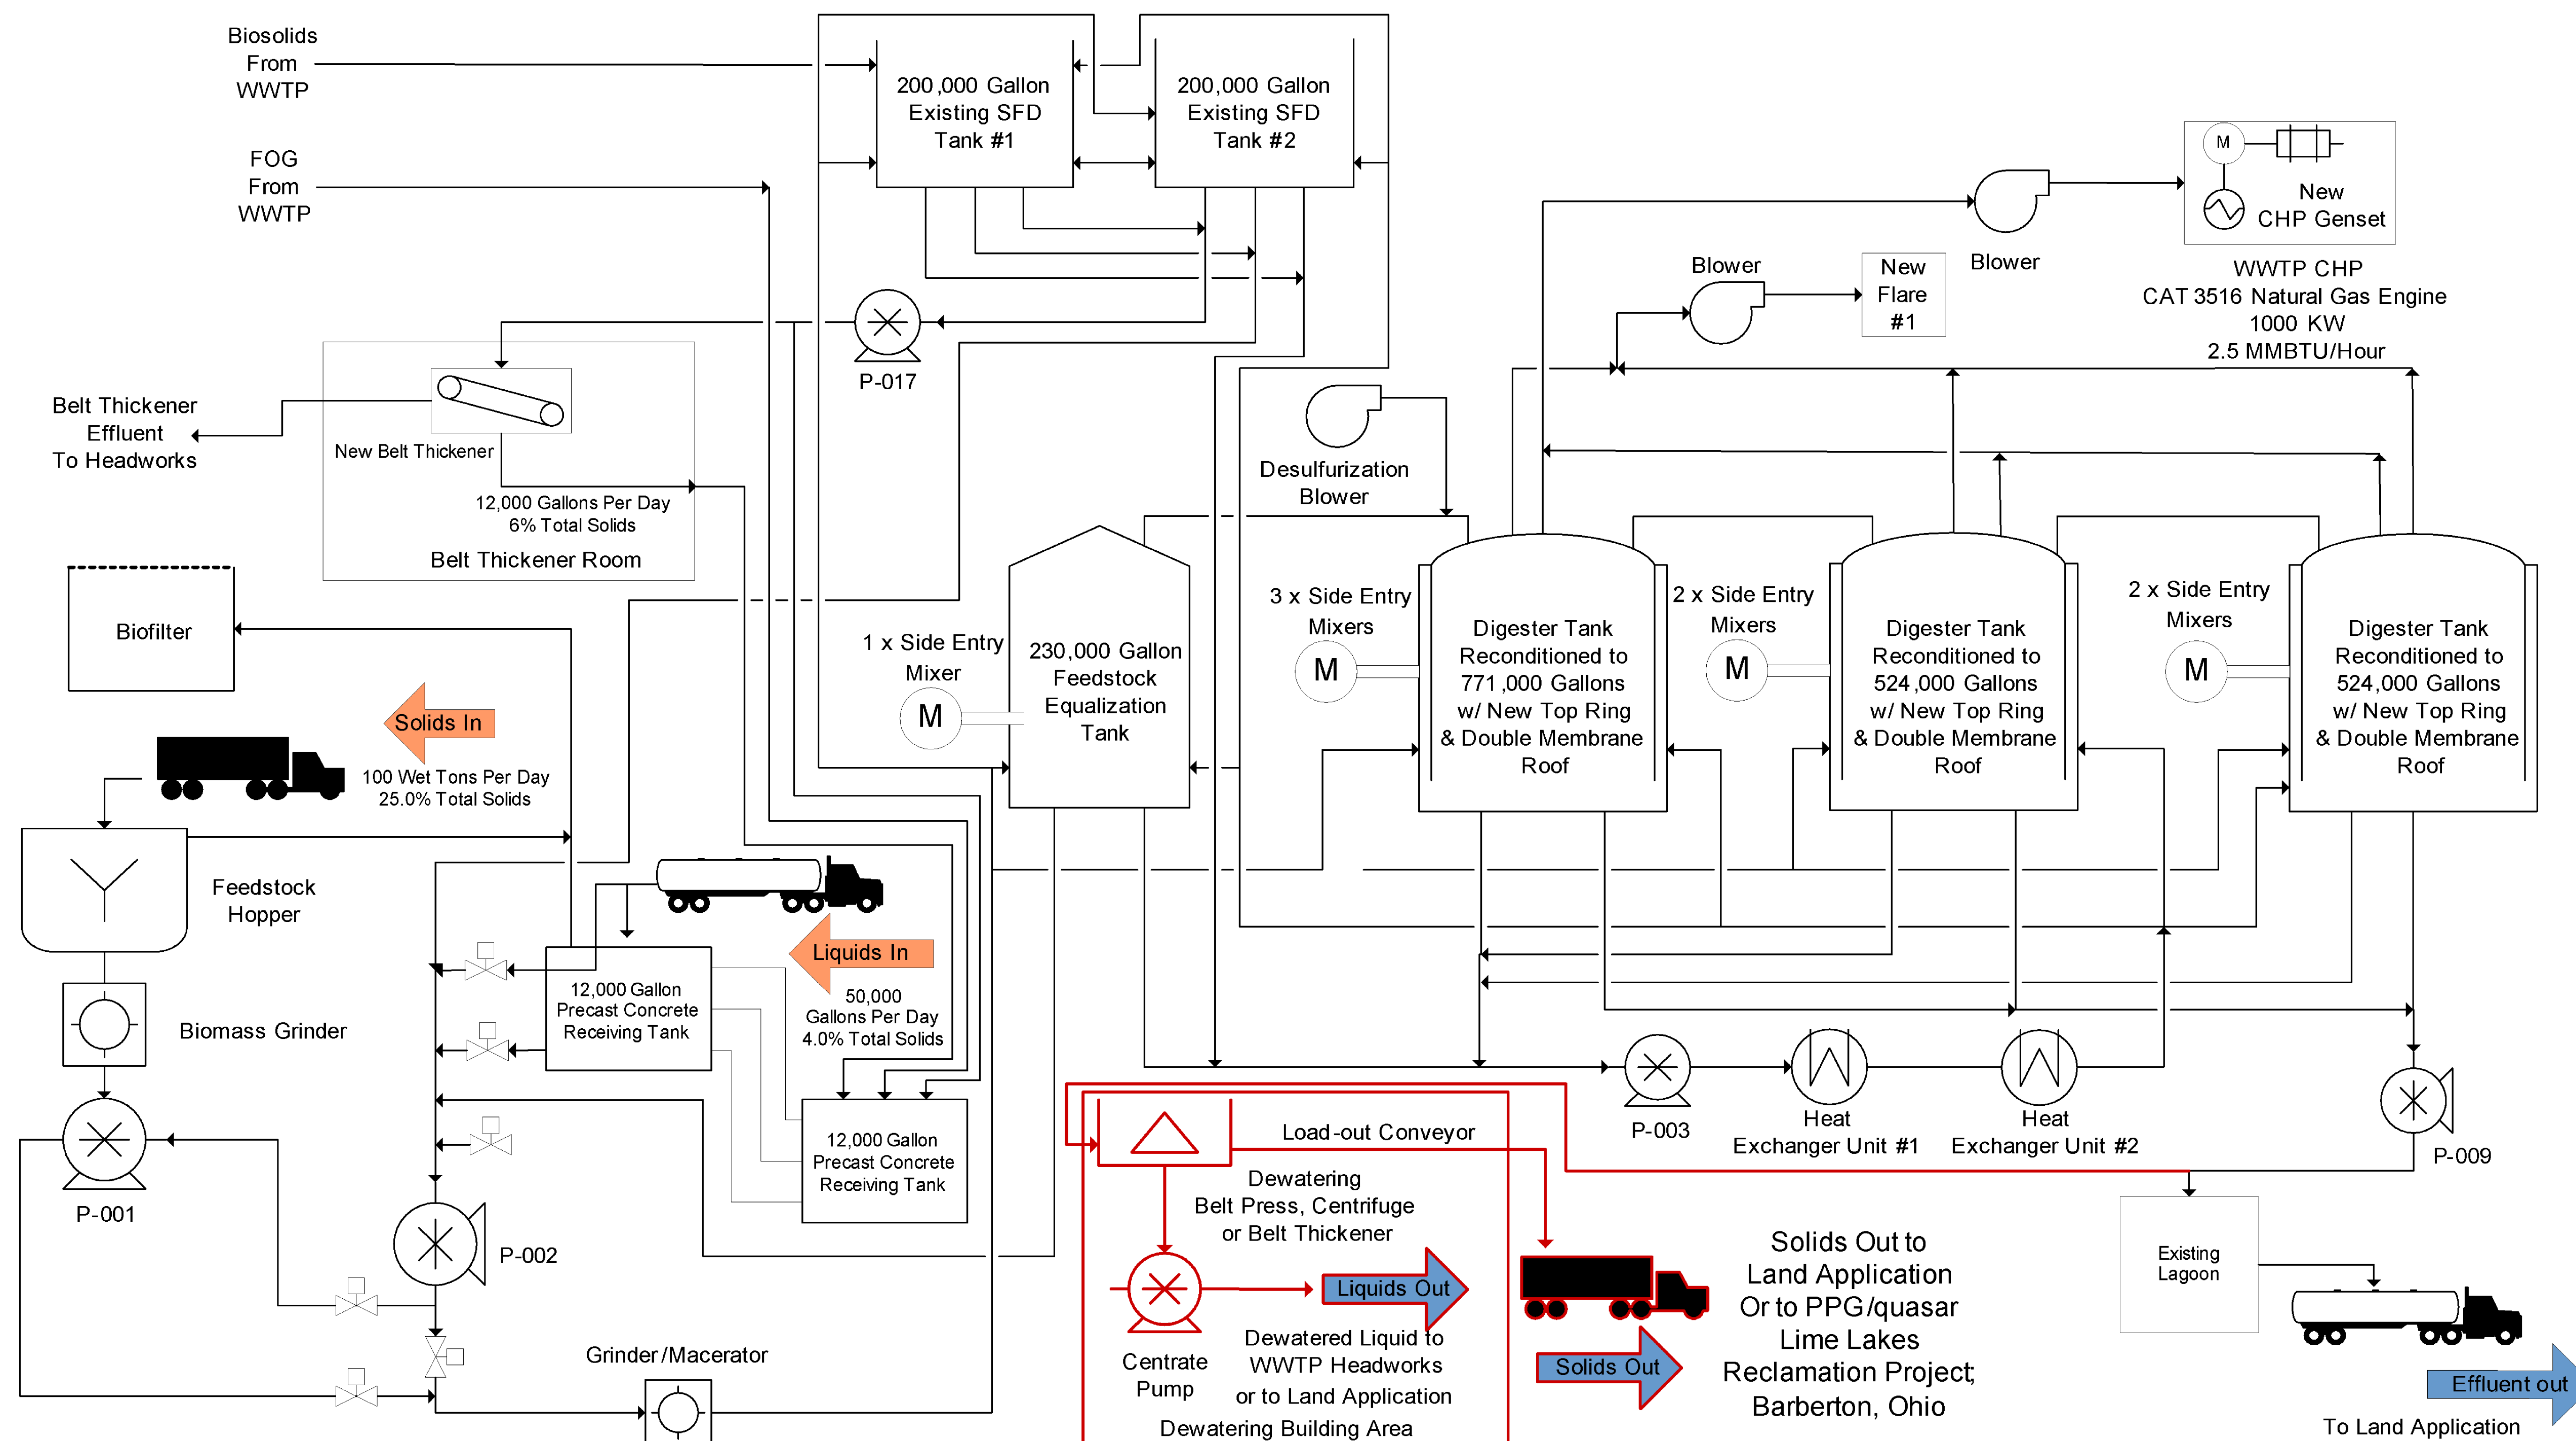 Biosolids
From
WWTP
FOG
From
WWTP
200,000 Gallon
Existing SFD
Tank #1
200,000 Gallon
Existing SFD
Tank #2
M
New
CHP Genset
Blower
WWTP CHP
CAT 3516 Natural Gas Engine
1000 KW
2.5 MMBTU/Hour
Blower
New
Flare
#1
P-017
Belt Thickener
Effluent
To Headworks
New Belt Thickener
12,000 Gallons Per Day
6% Total Solids
Belt Thickener Room
Desulfurization
Blower
Biofilter
Solids In
100 Wet Tons Per Day
25.0% Total Solids
1 x Side Entry
Mixer
M
230,000 Gallon
Feedstock
Equalization
Tank
3 x Side Entry
Mixers
M
Digester Tank
Reconditioned to
771,000 Gallons
w/ New Top Ring
& Double Membrane
Roof
2 x Side Entry
Mixers
M
Digester Tank
Reconditioned to
524,000 Gallons
w/ New Top Ring
& Double Membrane
Roof
2 x Side Entry
Mixers
M
Digester Tank
Reconditioned to
524,000 Gallons
w/ New Top Ring
& Double Membrane
Roof
Feedstock
Hopper
Liquids In
50,000
Gallons Per Day
4.0% Total Solids
12,000 Gallon
Precast Concrete
Receiving Tank
Biomass Grinder
12,000 Gallon
Precast Concrete
Receiving Tank
P-001
P-002
Grinder/Macerator
P-003
Heat
Exchanger Unit #1
Heat
Exchanger Unit #2
P-009
Load-out Conveyor
Dewatering
Belt Press, Centrifuge
or Belt Thickener
Liquids Out
Centrate
Pump
Dewatered Liquid to
WWTP Headworks
or to Land Application
Dewatering Building Area
Solids Out
Solids Out to
Land Application
Or to PPG/quasar
Lime Lakes
Reclamation Project;
Barberton, Ohio
Existing
Lagoon
Effluent out
To Land Application